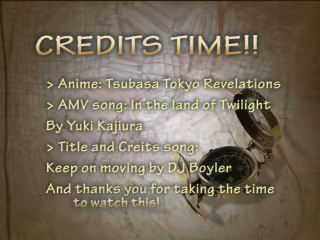 CREDITS TIME!!
> Anime: Tsubasa Tokyo Revelations
> AMV song: In the land of Twilight
By Yuki Kajiura
> Title and Creits song:
Keep on moving by DJ Boyler
And thanks you for taking the time
to watch this!